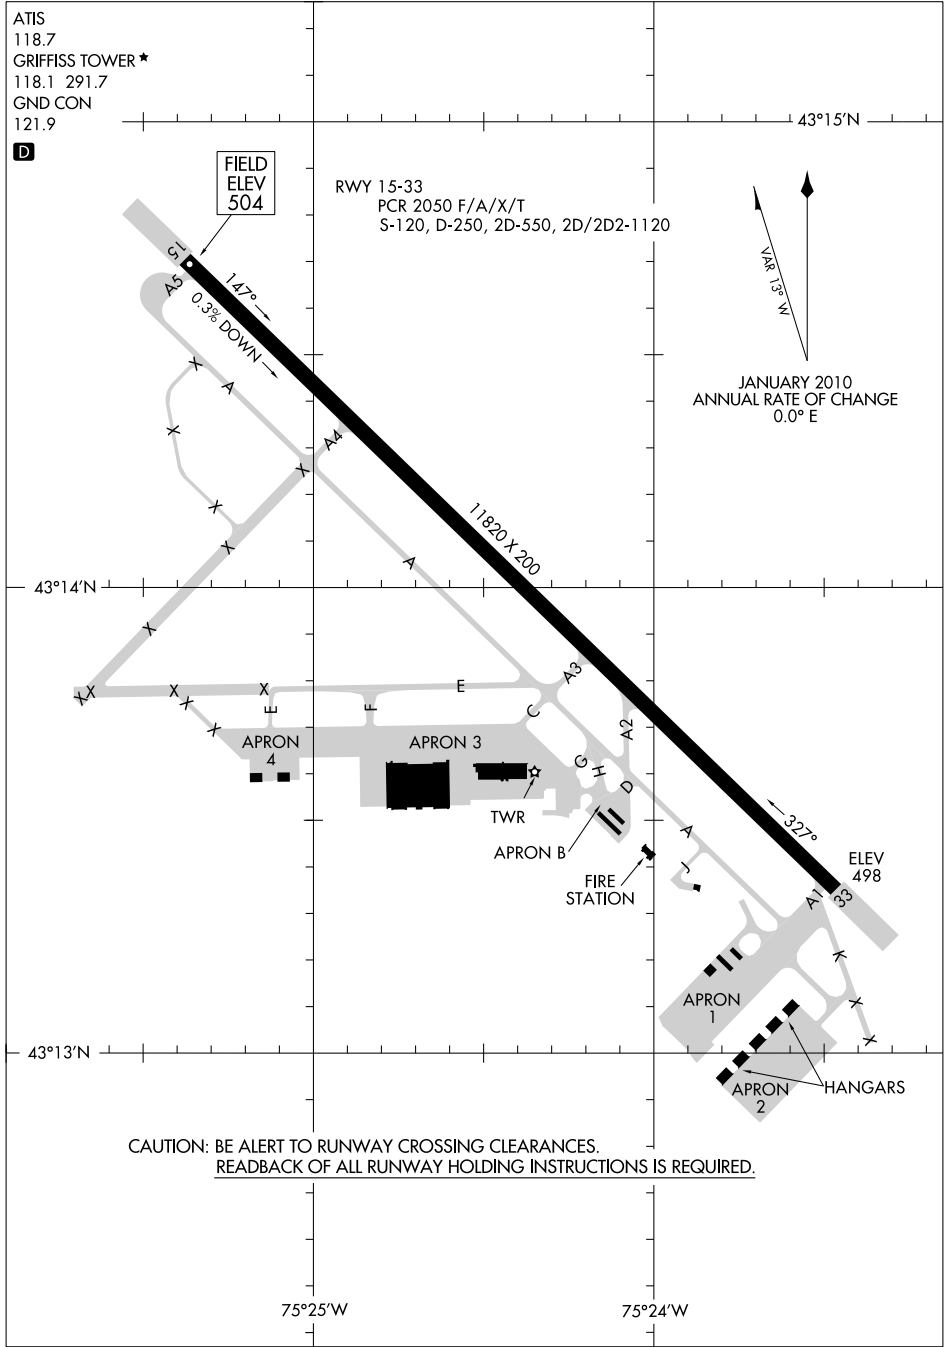 ATIS
118.7
GRIFFISS TOWER ★
118.1 291.7
GND CON
121.9
D
43°15'N
FIELD
ELEV
504
RWY 15-33
PCR 2050 F/A/X/T
S-120, D-250, 2D-550, 2D/2D2-1120
VAR 13° W
JANUARY 2010
ANNUAL RATE OF CHANGE
0.0° E
15
A5
147°
0.3% DOWN
X
A
X
A4
X
X
X
11820 X 200
A
43°14'N
X
X
X
X
X
X
E
A3
X
E
F
C
A2
X
APRON
4
APRON 3
G
H
D
TWR
A
327°
APRON B
J
ELEV
498
FIRE
STATION
A1
33
K
APRON
1
X
X
43°13'N
APRON
2
HANGARS
CAUTION: BE ALERT TO RUNWAY CROSSING CLEARANCES.
READBACK OF ALL RUNWAY HOLDING INSTRUCTIONS IS REQUIRED.
75°25'W
75°24'W